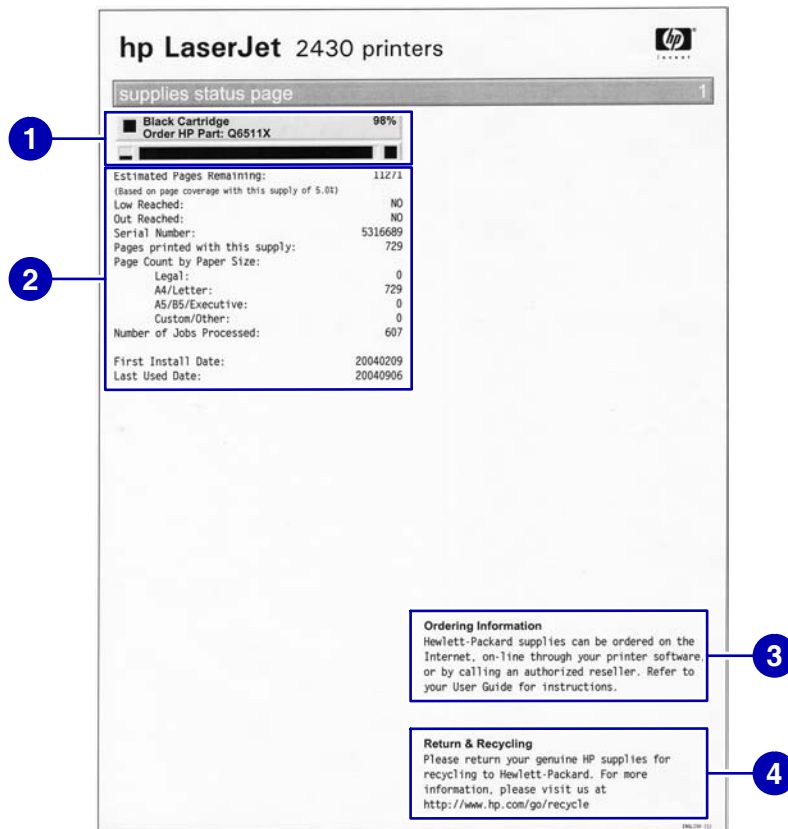 hp LaserJet 2430 printers
hp
invent
supplies status page 1
1
Black Cartridge 98%
Order HP Part: Q6511X
2
Estimated Pages Remaining: 11271
(Based on page coverage with this supply of 5.0%)
Low Reached: NO
Out Reached: NO
Serial Number: 5316689
Pages printed with this supply: 729
Page Count by Paper Size:
Legal: 0
A4/Letter: 729
A5/B5/Executive: 0
Custom/Other: 0
Number of Jobs Processed: 607
First Install Date: 20040209
Last Used Date: 20040906
3
Ordering Information
Hewlett-Packard supplies can be ordered on the
Internet, on-line through your printer software,
or by calling an authorized reseller. Refer to
your User Guide for instructions.
4
Return & Recycling
Please return your genuine HP supplies for
recycling to Hewlett-Packard. For more
information, please visit us at
http://www.hp.com/go/recycle